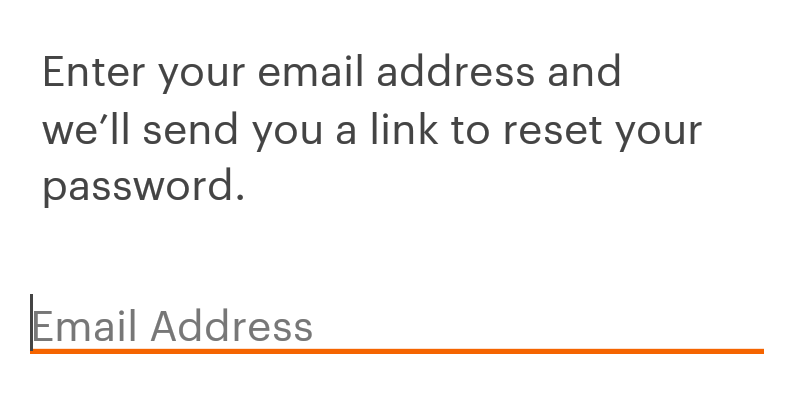 Enter your email address and
we’ll send you a link to reset your
password.
Email Address